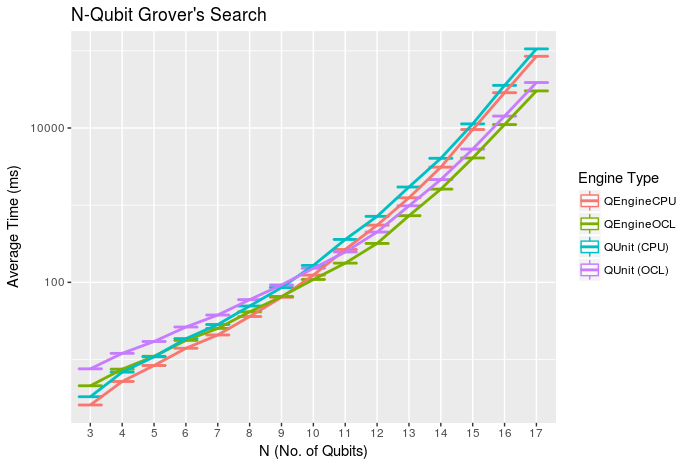 N-Qubit Grover's Search
Average Time (ms)
10000
100
3 4 5 6 7 8 9 10 11 12 13 14 15 16 17
N (No. of Qubits)
Engine Type
QEngineCPU
QEngineOCL
QUnit (CPU)
QUnit (OCL)